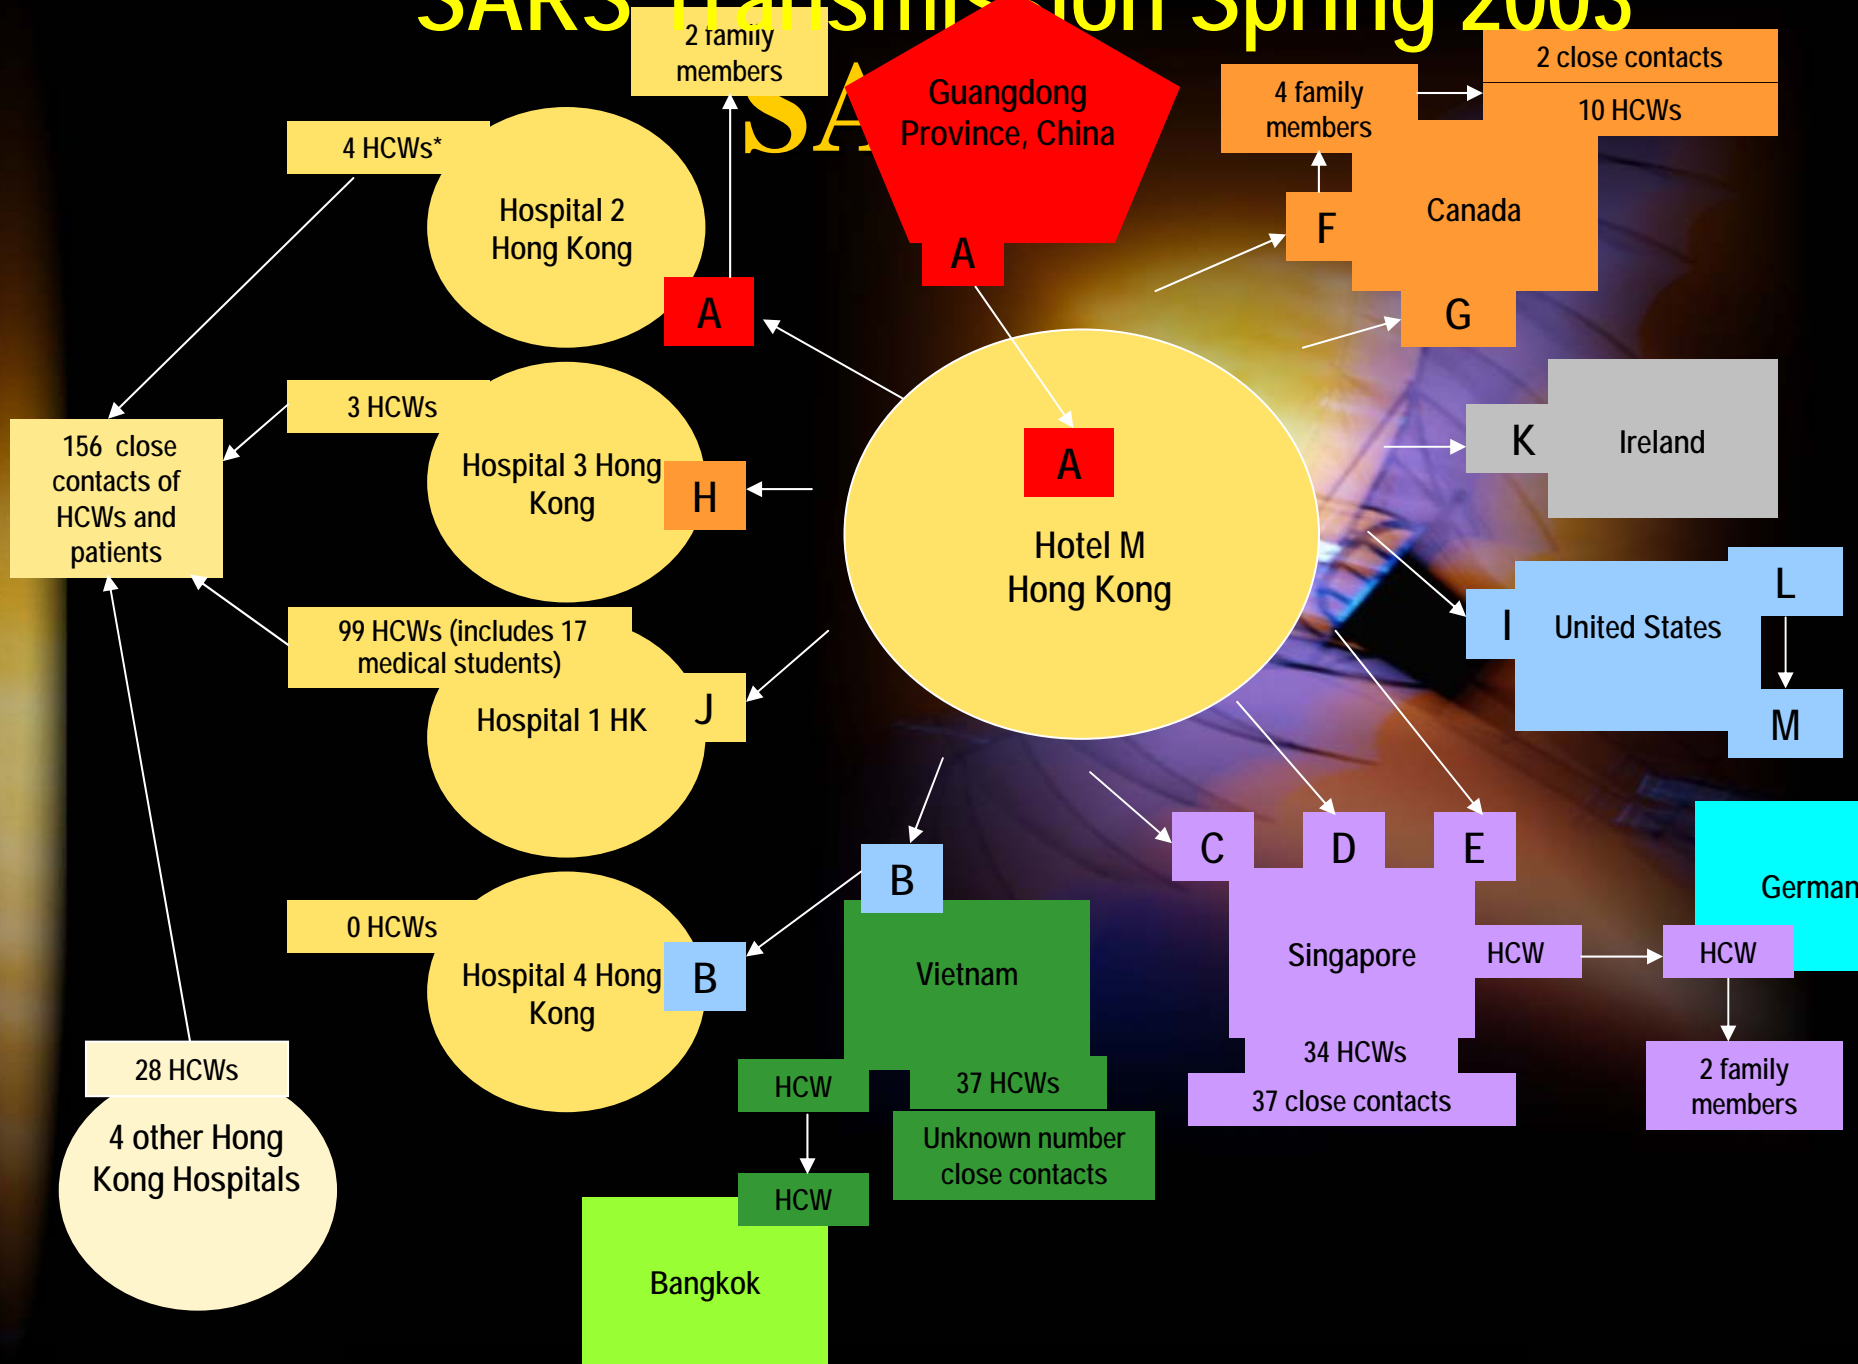 SARS Transmission Spring 2003
2 family
members
Guangdong
Province, China
A
4 family
members
2 close contacts
10 HCWs
4 HCWs*
Hospital 2
Hong Kong
A
F
Canada
G
3 HCWs
Hospital 3 Hong
Kong
H
156 close
contacts of
HCWs and
patients
A
Hotel M
Hong Kong
K
Ireland
L
I
United States
M
99 HCWs (includes 17
medical students)
Hospital 1 HK
J
B
C
D
E
German
0 HCWs
Hospital 4 Hong
Kong
B
Vietnam
Singapore
HCW
HCW
28 HCWs
4 other Hong
Kong Hospitals
HCW
37 HCWs
Unknown number
close contacts
34 HCWs
37 close contacts
2 family
members
HCW
Bangkok